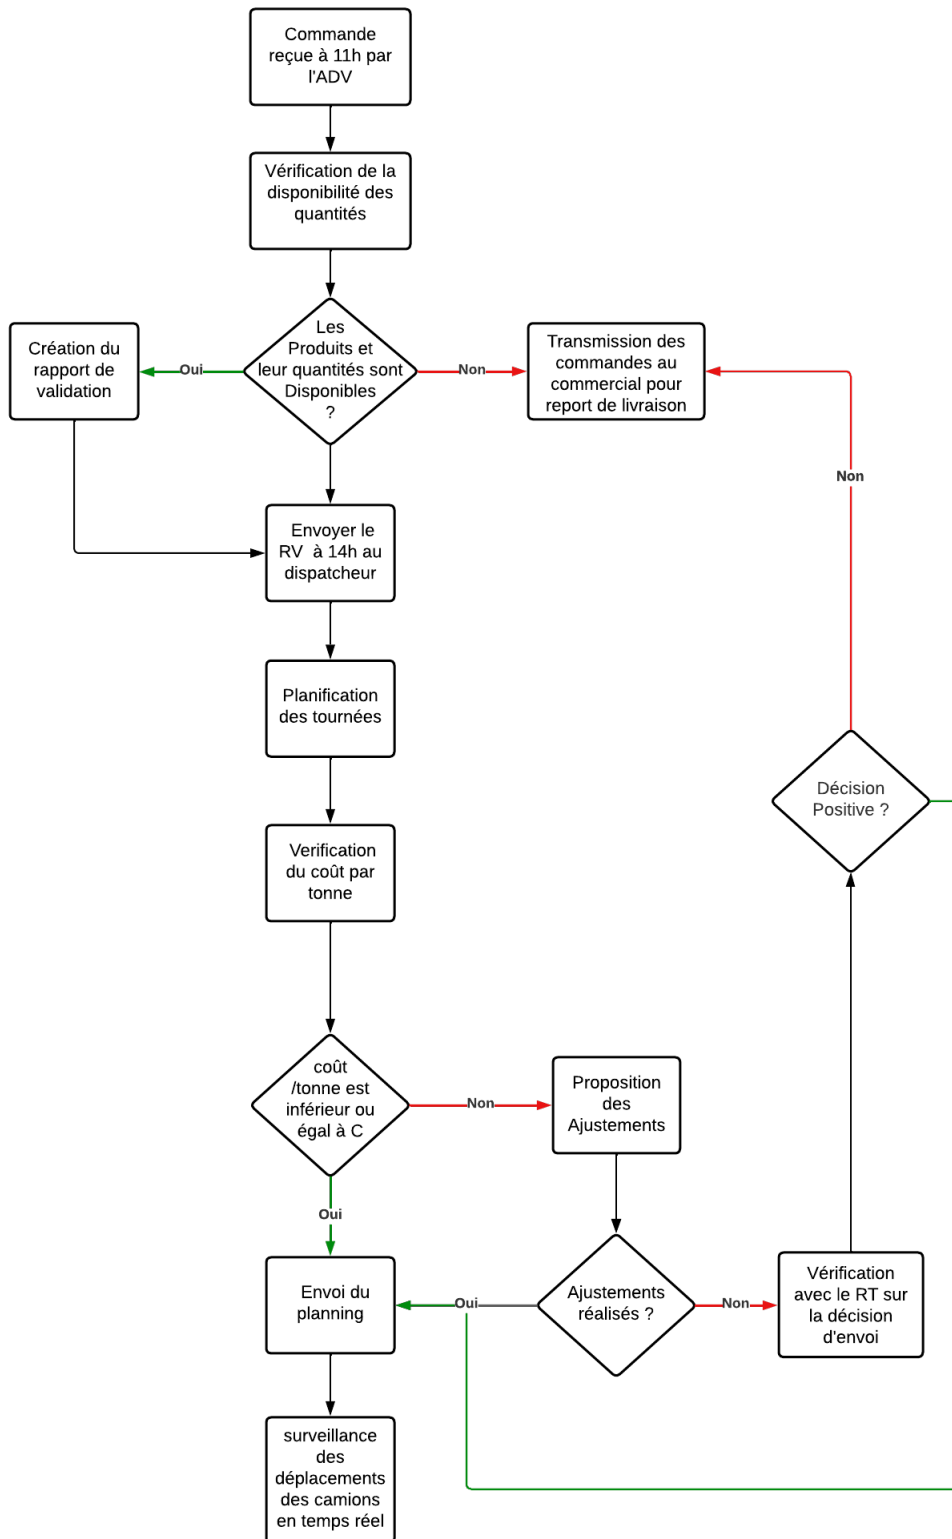 Commande
reçue à 11h par
l'ADV
Vérification de la
disponibilité des
quantités
Les
Produits et
leur quantités sont
Disponibles
?
Oui
Non
Création du
rapport de
validation
Transmission des
commandes au
commercial pour
report de livraison
Non
Envoyer le
RV à 14h au
dispatcheur
Planification
des tournées
Décision
Positive ?
Verification
du coût par
tonne
coût
/tonne est
inférieur ou
égal à C
Non
Oui
Proposition
des
Ajustements
Envoi du
planning
Oui
Ajustements
réalisés ?
Non
Vérification
avec le RT sur
la décision
d'envoi
surveillance
des
déplacements
des camions
en temps réel